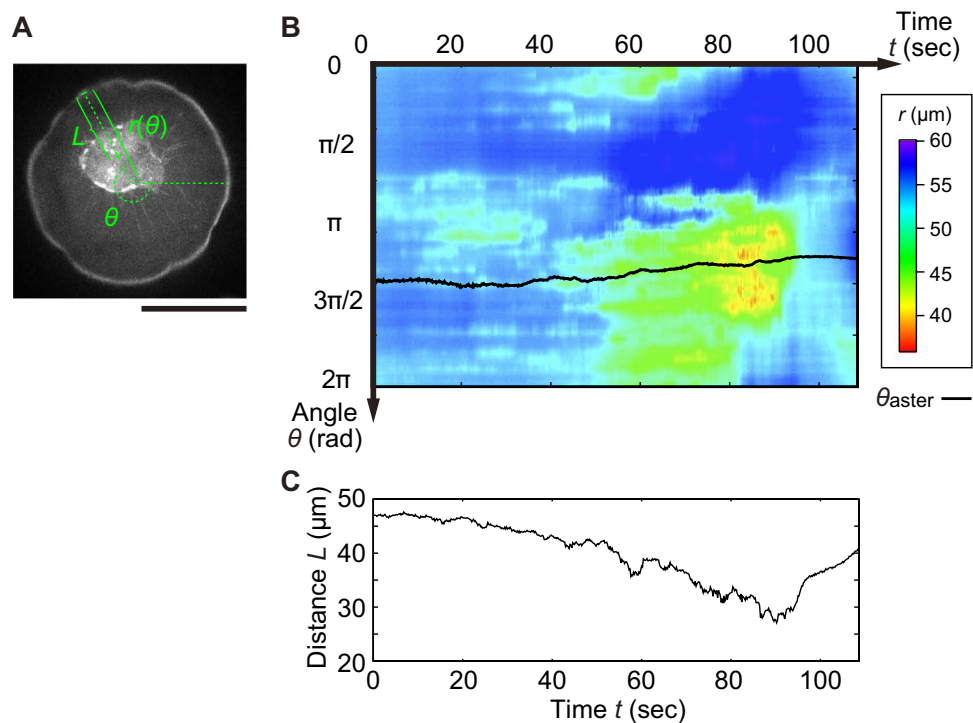 A
L
r(θ)
θ
B
Time
t (sec)
0
20
40
60
80
100
0
π/2
π
3π/2
2π
Angle
θ (rad)
r (μm)
60
55
50
45
40
θaster
C
Distance L (μm)
50
40
30
20
0
20
40
60
80
100
Time t (sec)